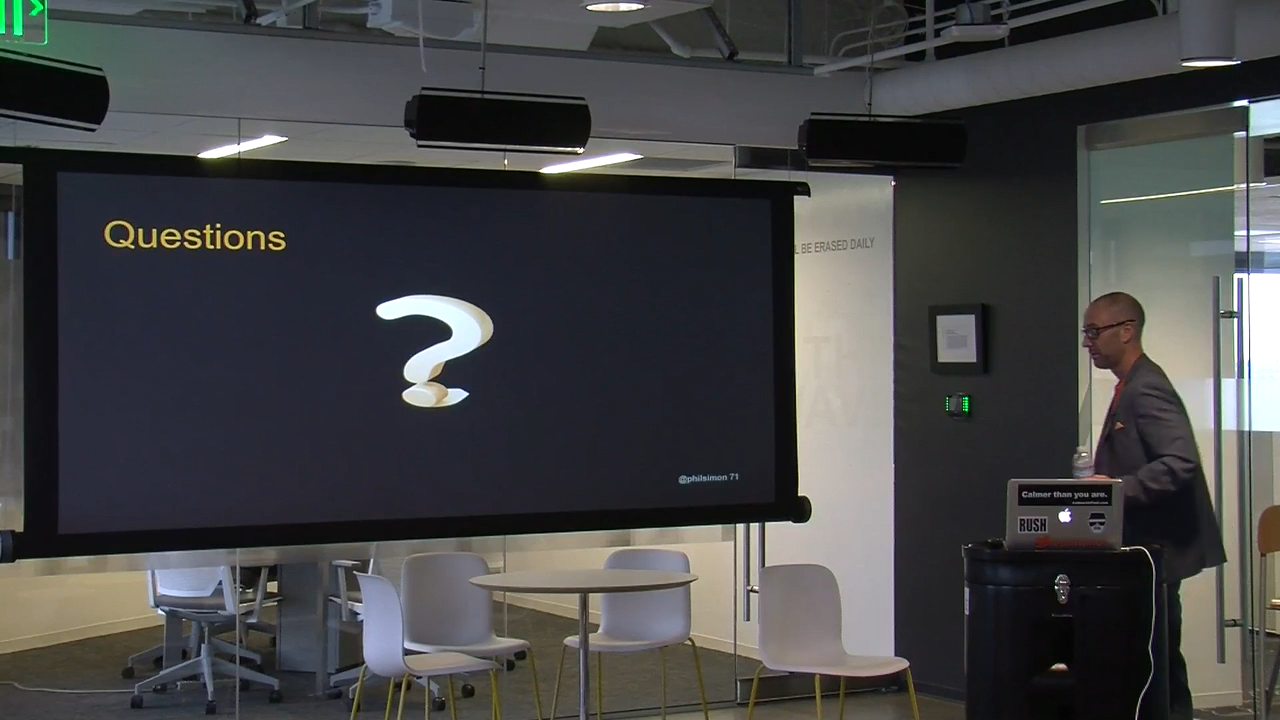 Questions
?
@philsimon 71
L BE ERASED DAILY
Calmer than you are.
RUSH